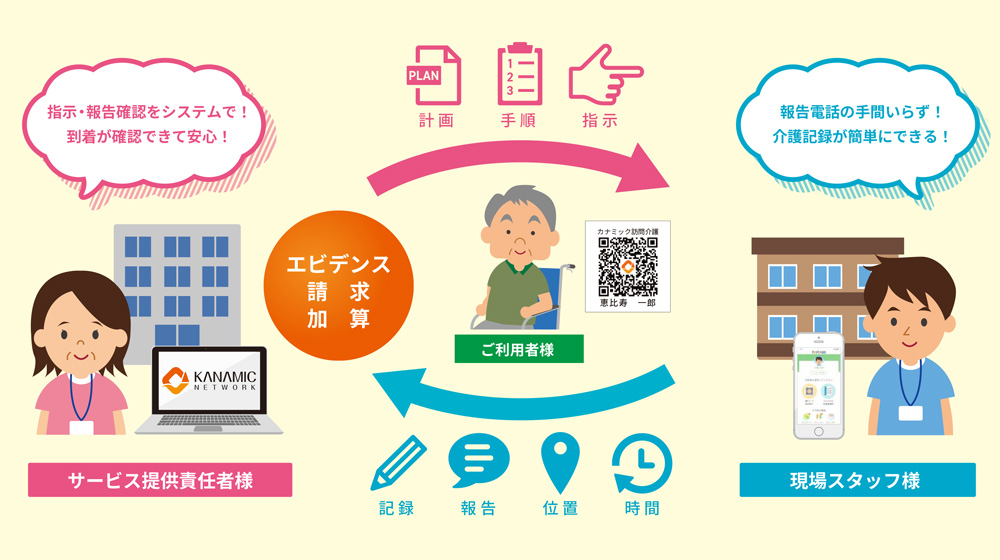 PLAN
1
2
3
計画
手順
指示
指示・報告確認をシステムで！
到着が確認できて安心！
報告電話の手間いらず！
介護記録が簡単にできる！
エビデンス
請求
加算
カナミック訪問介護
恵比寿 一郎
ご利用者様
KANAMIC
NETWORK
サービス提供責任者様
現場スタッフ様
記録
報告
位置
時間